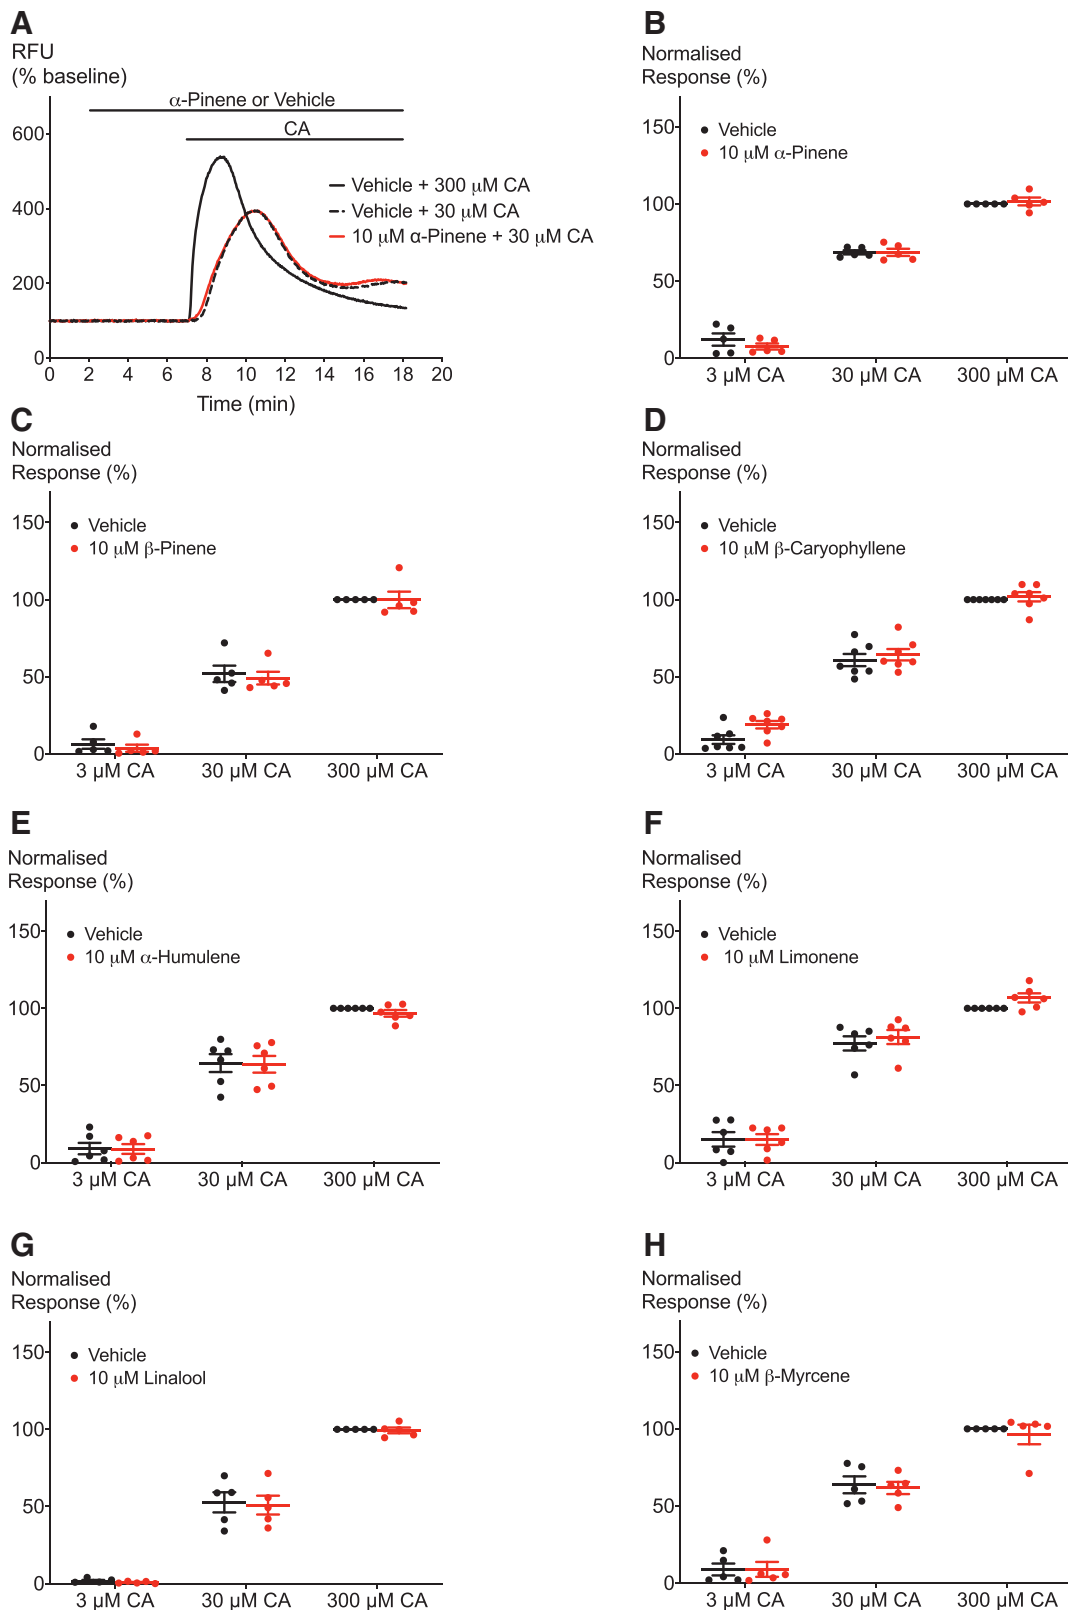 A
RFU
(% baseline)
α-Pinene or Vehicle
CA
600
400
200
0
Vehicle + 300 μM CA
Vehicle + 30 μM CA
10 μM α-Pinene + 30 μM CA
0 2 4 6 8 10 12 14 16 18 20
Time (min)
B
Normalised
Response (%)
150
100
50
0
Vehicle
10 μM α-Pinene
3 μM CA 30 μM CA 300 μM CA
C
Normalised
Response (%)
150
100
50
0
Vehicle
10 μM β-Pinene
3 μM CA 30 μM CA 300 μM CA
D
Normalised
Response (%)
150
100
50
0
Vehicle
10 μM β-Caryophyllene
3 μM CA 30 μM CA 300 μM CA
E
Normalised
Response (%)
150
100
50
0
Vehicle
10 μM α-Humulene
3 μM CA 30 μM CA 300 μM CA
F
Normalised
Response (%)
150
100
50
0
Vehicle
10 μM Limonene
3 μM CA 30 μM CA 300 μM CA
G
Normalised
Response (%)
150
100
50
0
Vehicle
10 μM Linalool
3 μM CA 30 μM CA 300 μM CA
H
Normalised
Response (%)
150
100
50
0
Vehicle
10 μM β-Myrcene
3 μM CA 30 μM CA 300 μM CA